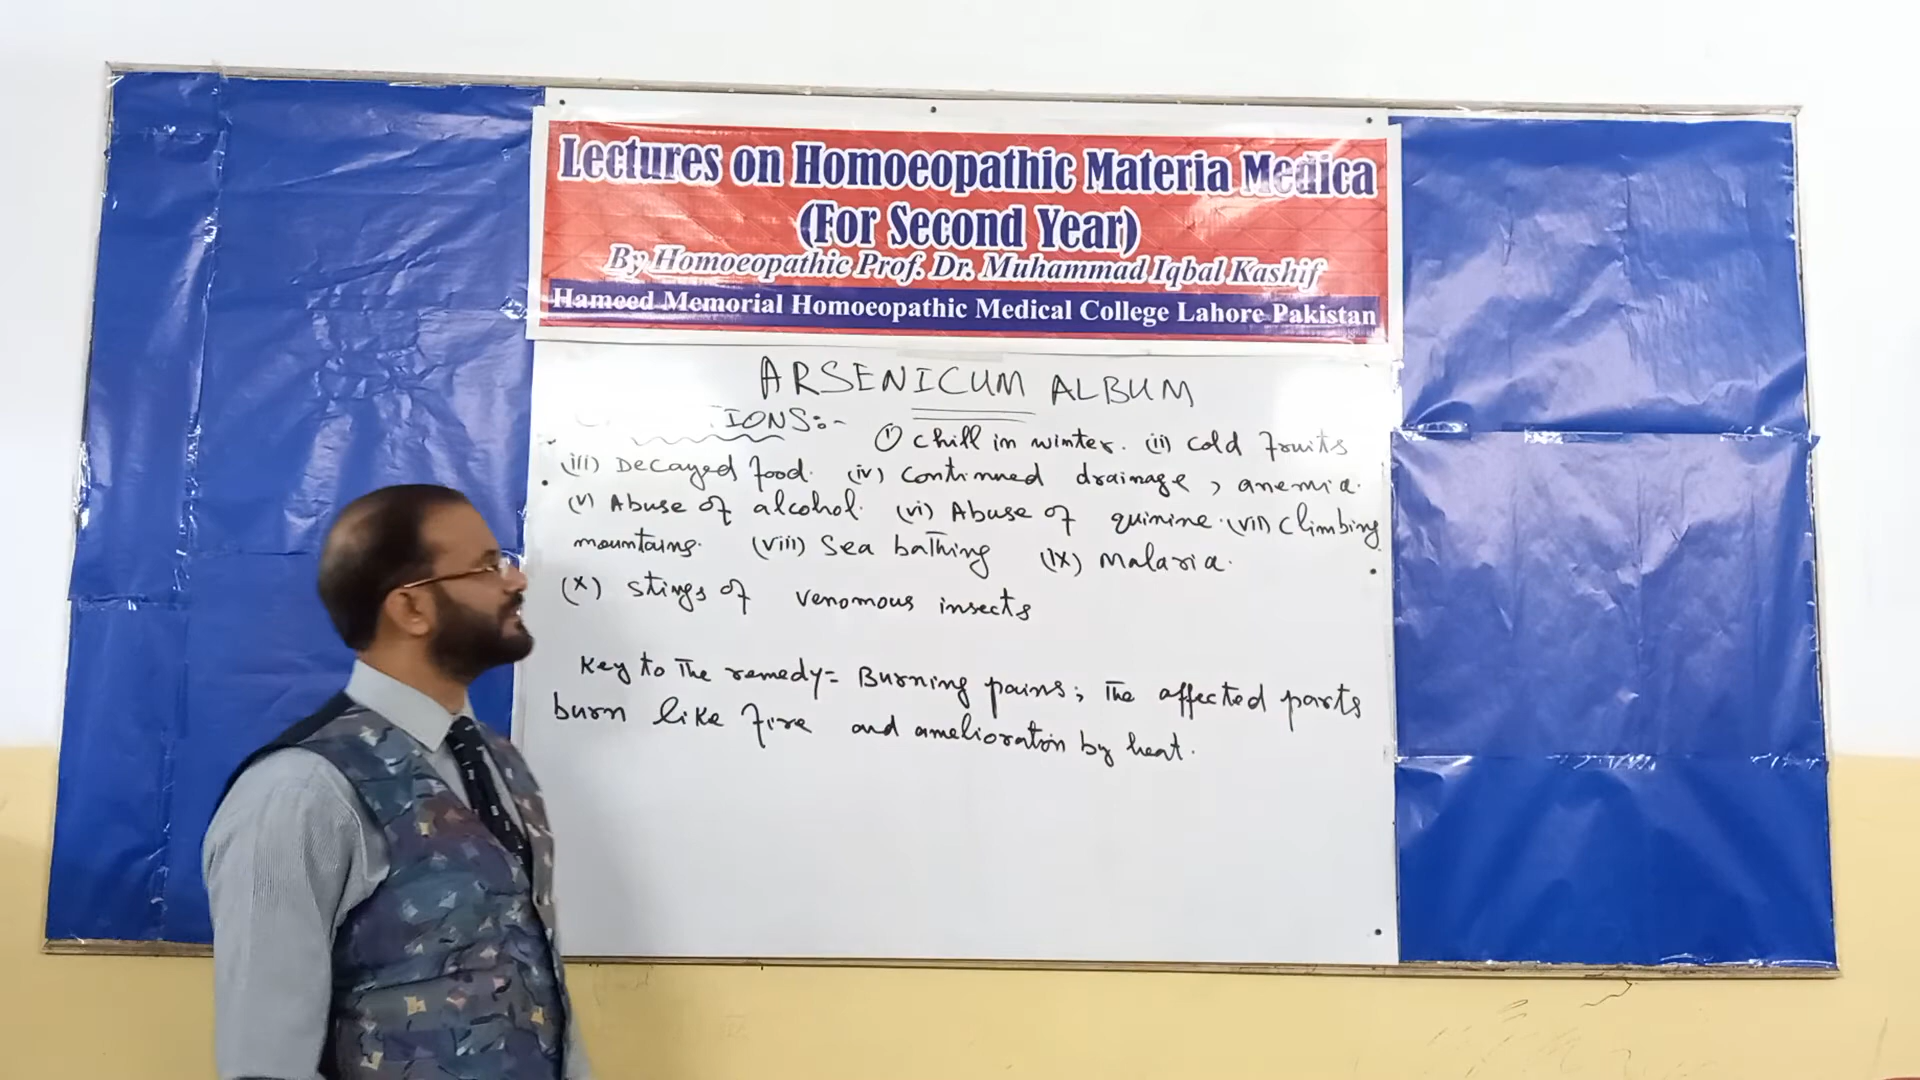 Lectures on Homoeopathic Materia Medica
(For Second Year)
By Homoeopathic Prof. Dr. Muhammad Iqbal Kashif
Hameed Memorial Homoeopathic Medical College Lahore Pakistan
ARSENICUM ALBUM
(i) chill in winter. (ii) cold fruits
(iii) Decayed food. (iv) continued drainage, anemia.
(v) Abuse of alcohol. (vi) Abuse of quinine. (vii) climbing
mountains. (viii) Sea bathing (ix) malaria.
(x) stings of venomous insects
Key to The remedy = Burning pains; The affected parts
burn like fire and amelioration by heat.